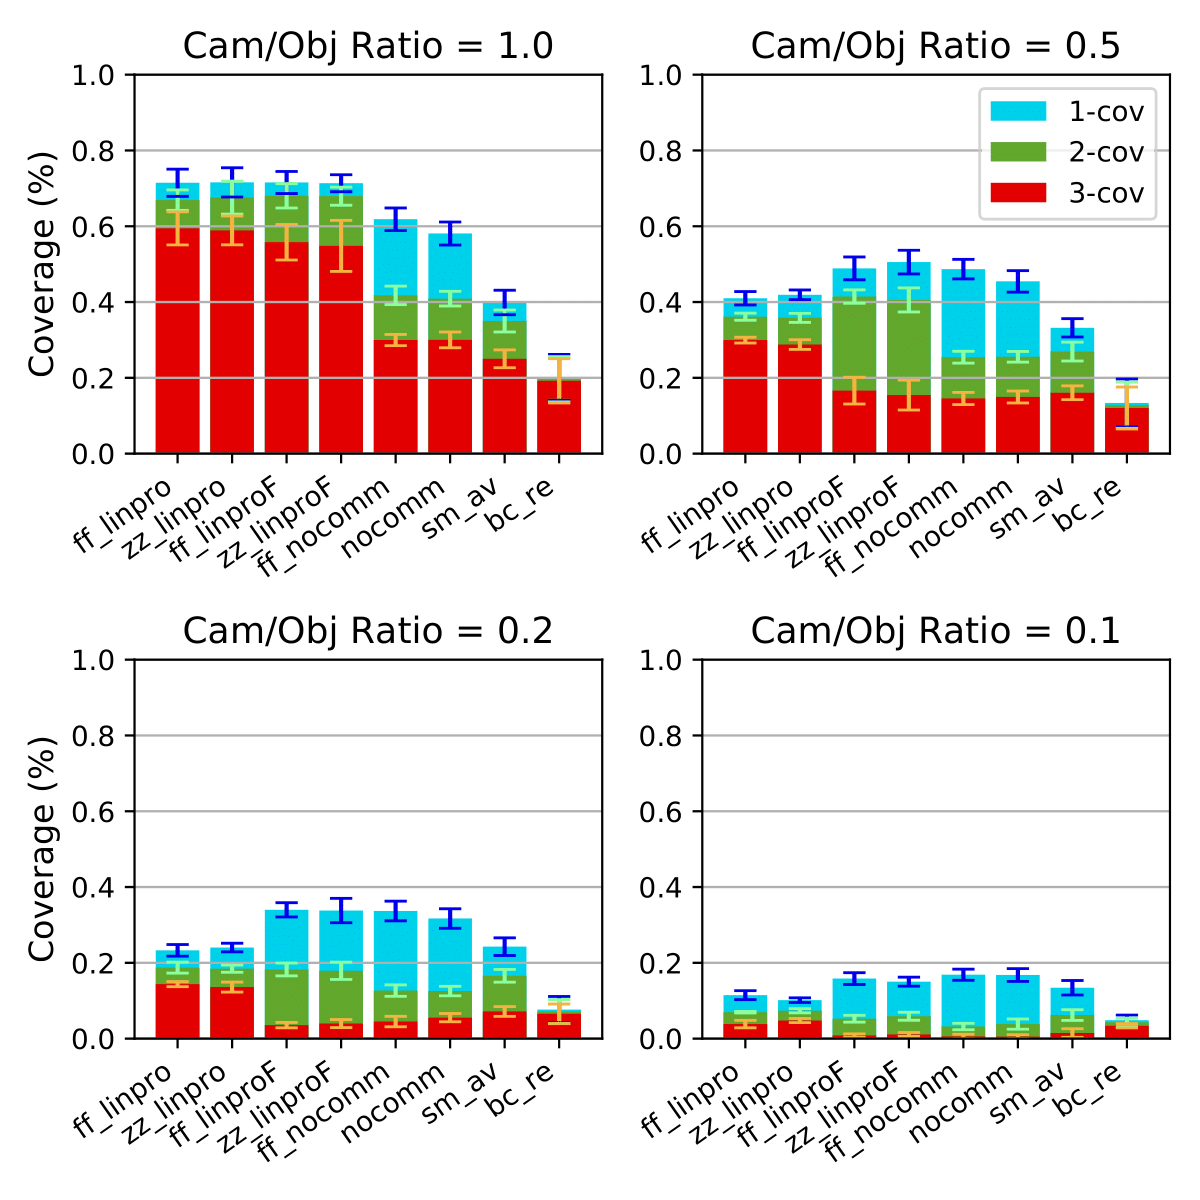 Cam/Obj Ratio = 1.0
Coverage (%)
1.0
0.8
0.6
0.4
0.2
0.0
ff_linpro
zz_linpro
ff_linproF
zz_linproF
ff_nocomm
nocomm
sm_av
bc_re
Cam/Obj Ratio = 0.5
1.0
0.8
0.6
0.4
0.2
0.0
1-cov
2-cov
3-cov
ff_linpro
zz_linpro
ff_linproF
zz_linproF
ff_nocomm
nocomm
sm_av
bc_re
Cam/Obj Ratio = 0.2
Coverage (%)
1.0
0.8
0.6
0.4
0.2
0.0
ff_linpro
zz_linpro
ff_linproF
zz_linproF
ff_nocomm
nocomm
sm_av
bc_re
Cam/Obj Ratio = 0.1
1.0
0.8
0.6
0.4
0.2
0.0
ff_linpro
zz_linpro
ff_linproF
zz_linproF
ff_nocomm
nocomm
sm_av
bc_re